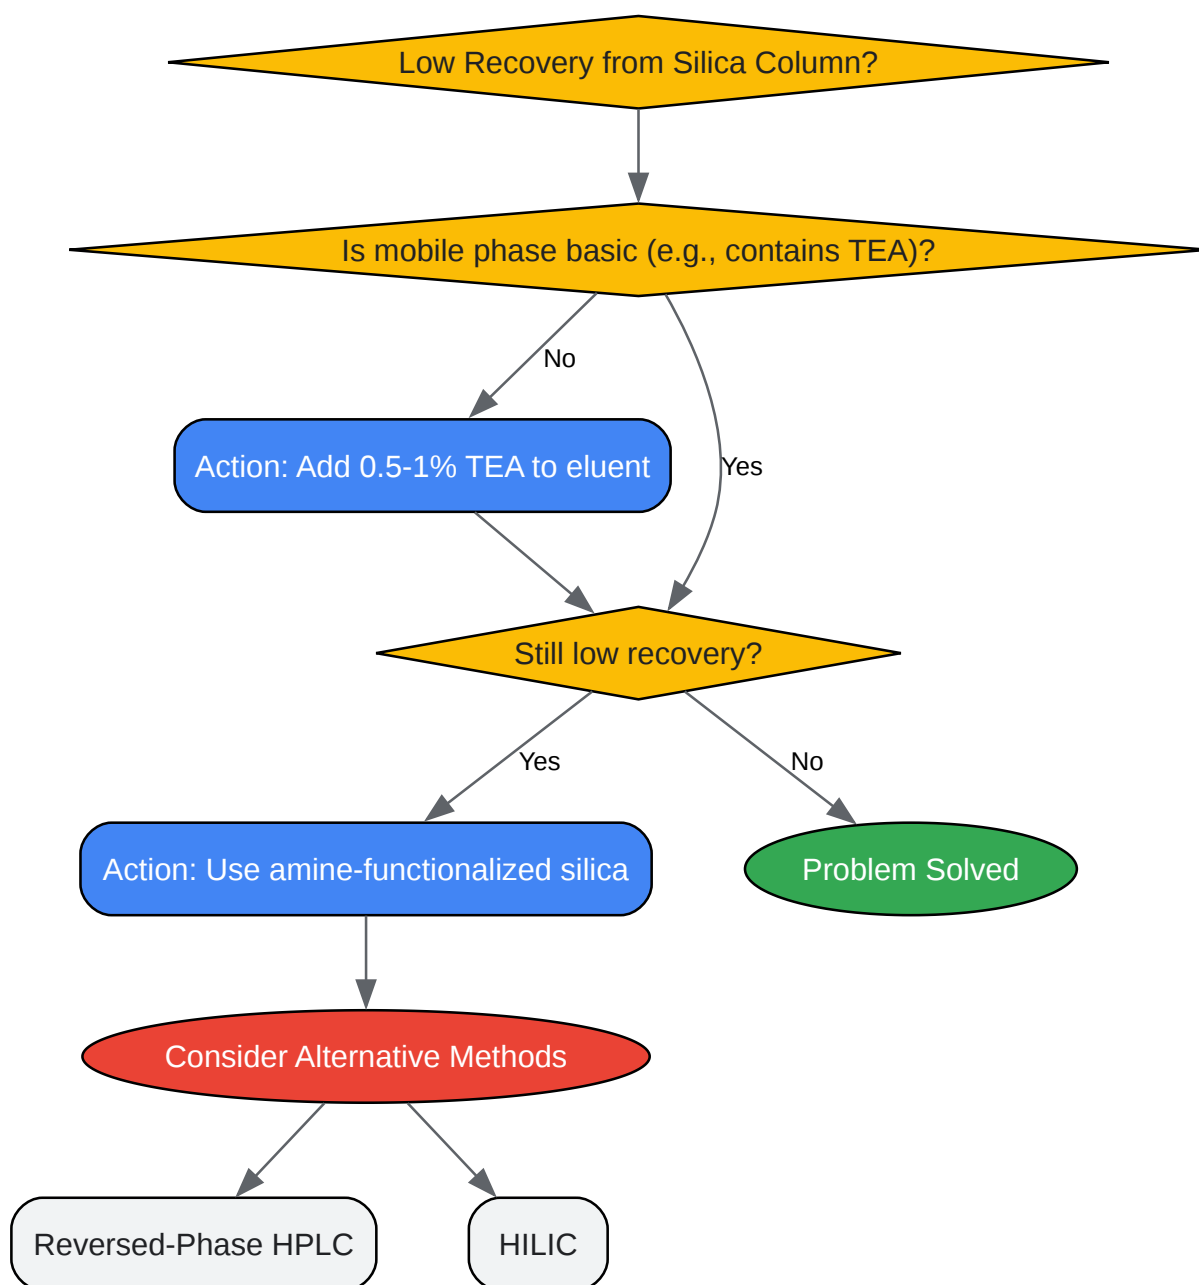 Low Recovery from Silica Column?
Is mobile phase basic (e.g., contains TEA)?
No
Action: Add 0.5-1% TEA to eluent
Yes
Still low recovery?
Yes
No
Action: Use amine-functionalized silica
Problem Solved
Consider Alternative Methods
Reversed-Phase HPLC
HILIC